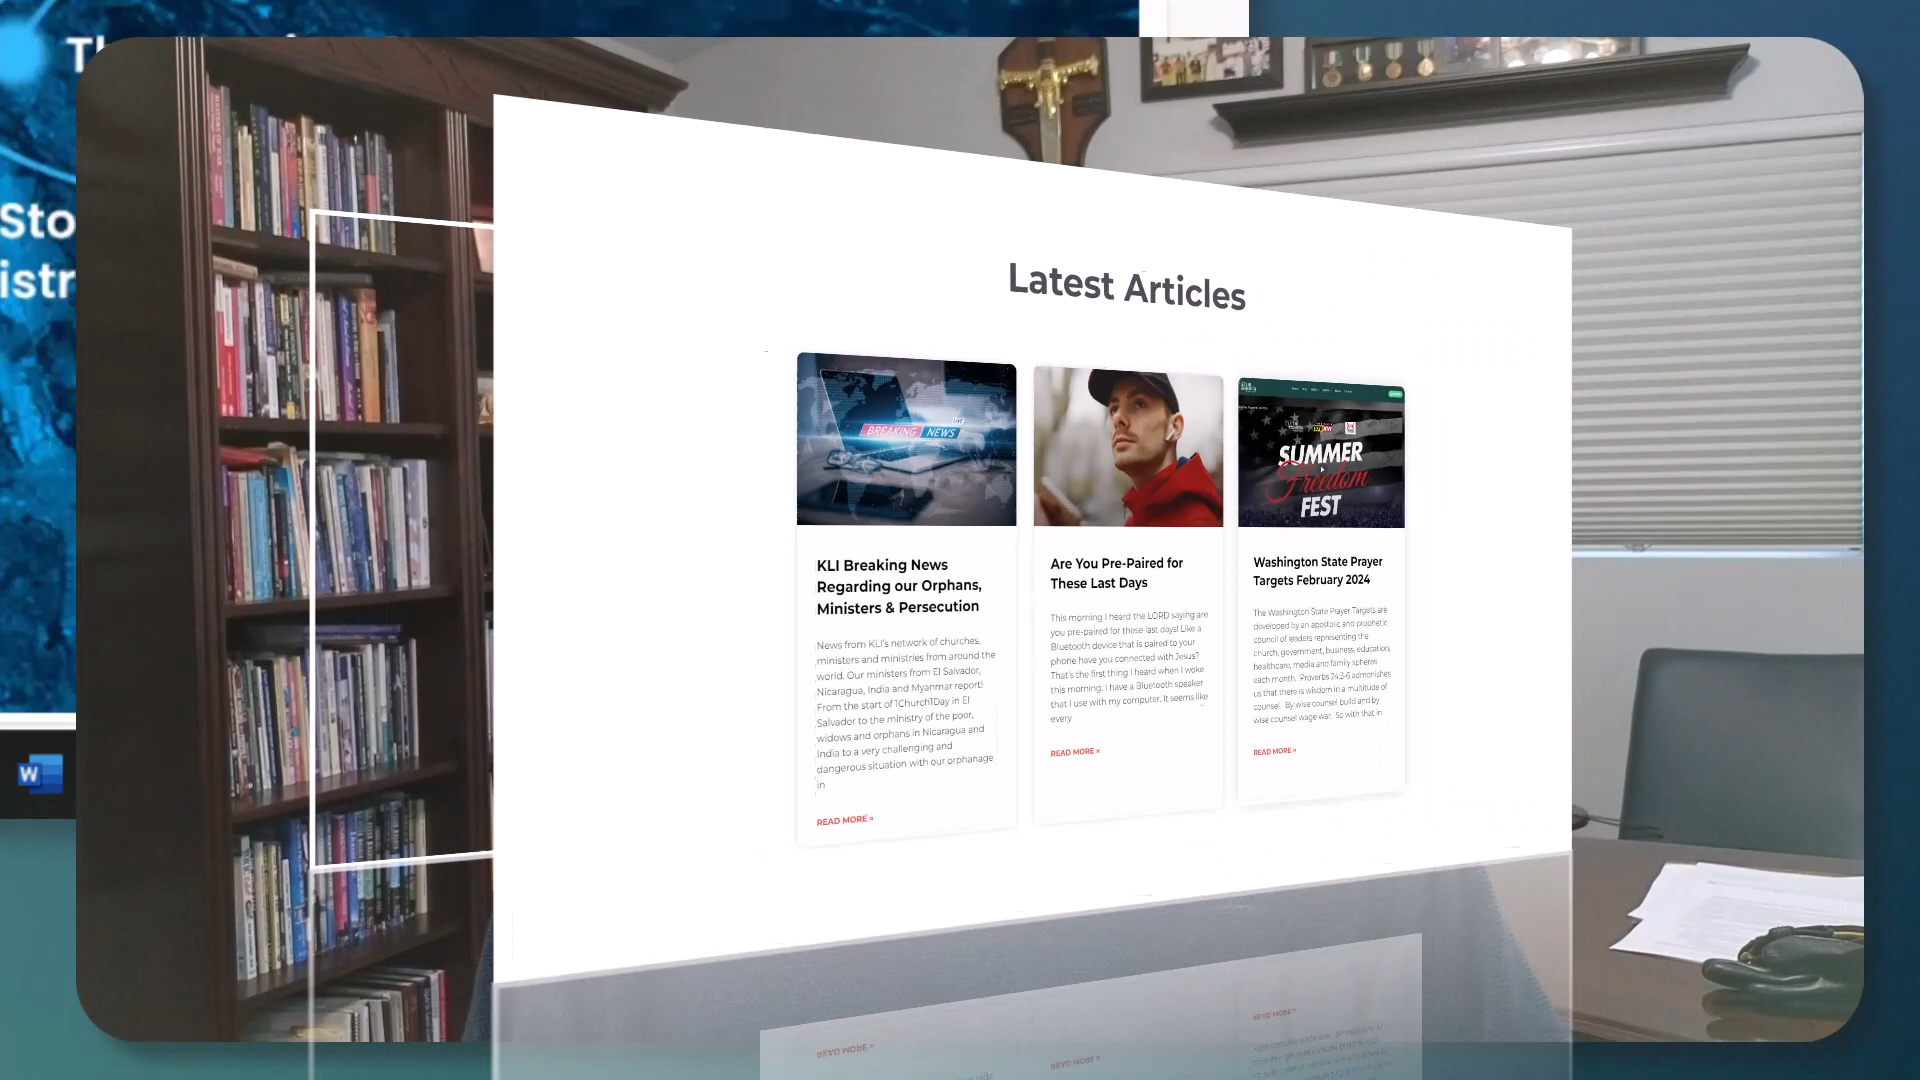 Sto
istr
Latest Articles
BREAKING NEWS
LIVE
SUMMER
Freedom
FEST
KLI Breaking News
Regarding our Orphans,
Ministers & Persecution
News from KLI's network of churches,
ministers and ministries from around the
world. Our ministers from El Salvador,
Nicaragua, India and Myanmar report!
From the start of 1Church1Day in El
Salvador to the ministry of the poor,
widows and orphans in Nicaragua and
India to a very challenging and
dangerous situation with our orphanage
in
READ MORE »
Are You Pre-Paired for
These Last Days
This morning I heard the LORD saying are
you pre-paired for these last days! Like a
Bluetooth device that is paired to your
phone have you connected with Jesus?
That's the first thing I heard when I woke
this morning. I have a Bluetooth speaker
that I use with my computer. It seems like
every
READ MORE »
Washington State Prayer
Targets February 2024
The Washington State Prayer Targets are
developed by an apostolic and prophetic
council of leaders representing the
church, government, business, education,
healthcare, media and family spheres
each month. Proverbs 24:3-6 admonishes
us that there is wisdom in a multitude of
counsel. By wise counsel build and by
wise counsel wage war. So with that in
READ MORE »
W